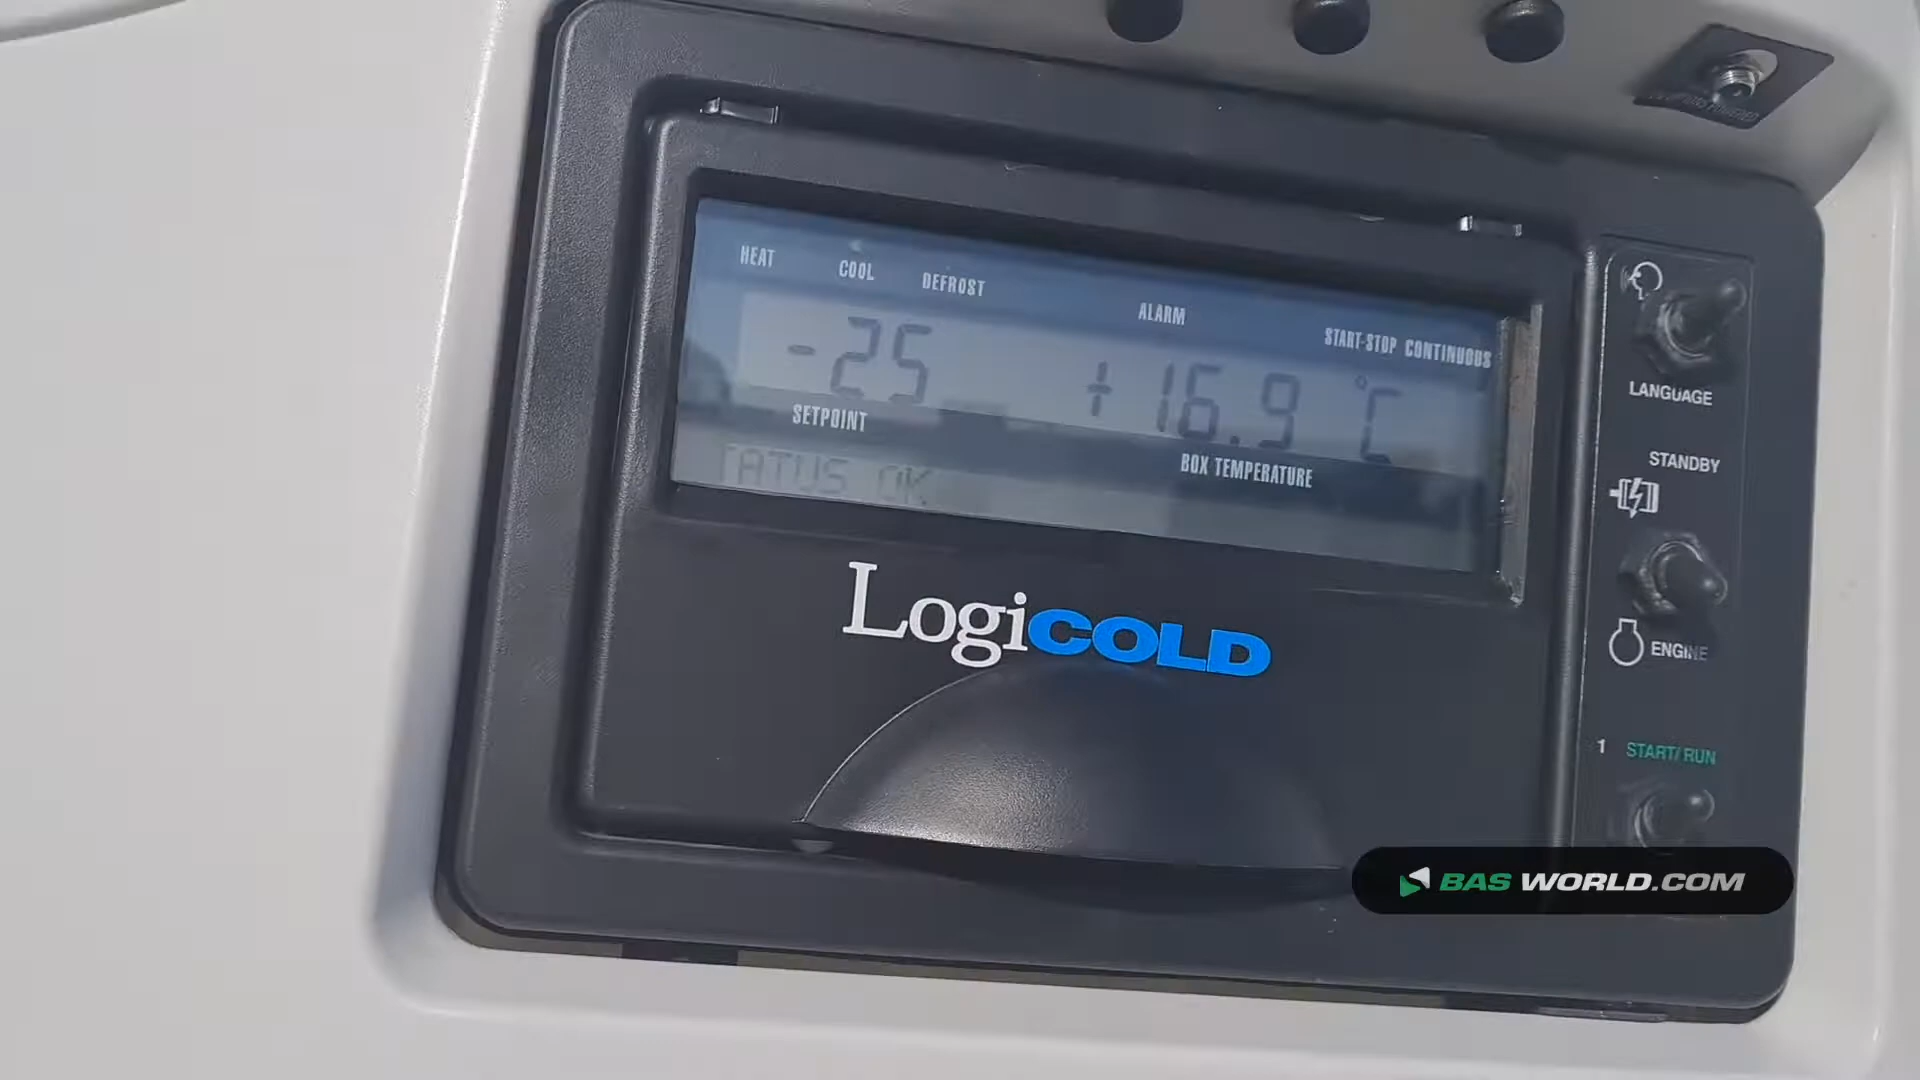 HEAT COOL DEFROST ALARM START-STOP CONTINUOUS
-25 +16.9 °C
SETPOINT BOX TEMPERATURE
TATUS OK
LogiCOLD
LANGUAGE
STANDBY
ENGINE
1 START/RUN
BAS WORLD.COM